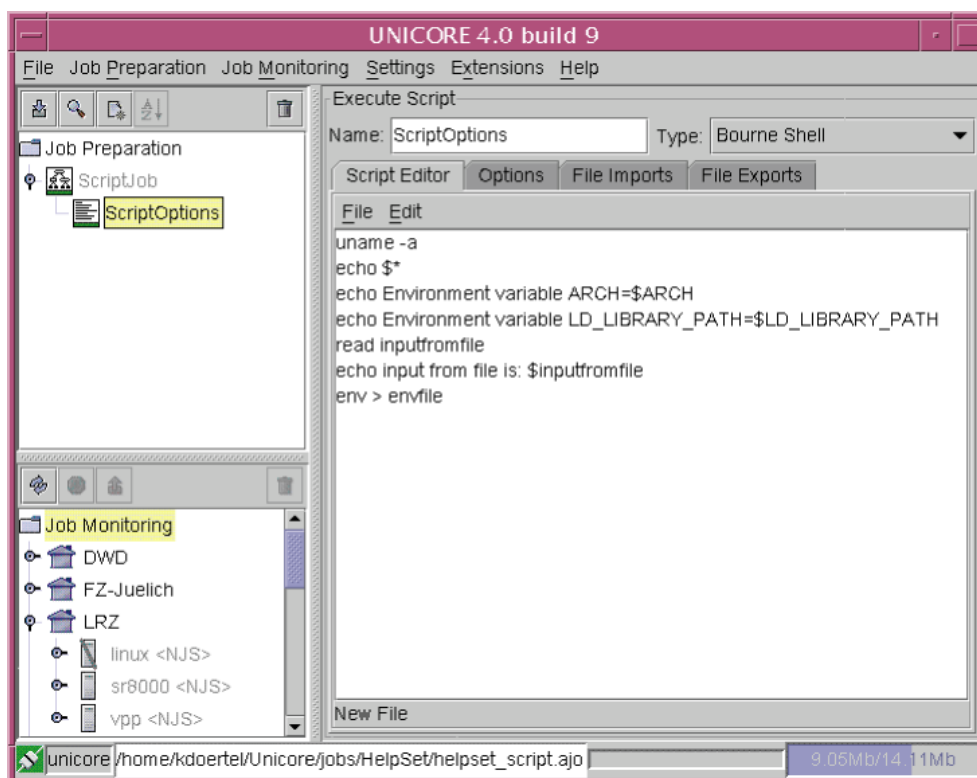 UNICORE 4.0 build 9
File Job Preparation Job Monitoring Settings Extensions Help
Execute Script
Name: ScriptOptions Type: Bourne Shell
Job Preparation
ScriptJob
ScriptOptions
Script Editor Options File Imports File Exports
File Edit
uname -a
echo $*
echo Environment variable ARCH=$ARCH
echo Environment variable LD_LIBRARY_PATH=$LD_LIBRARY_PATH
read inputfromfile
echo input from file is: $inputfromfile
env > envfile
New File
Job Monitoring
DWD
FZ-Juelich
LRZ
linux <NJS>
sr8000 <NJS>
vpp <NJS>
unicore /home/kdoertel/Unicore/jobs/HelpSet/helpset_script.ajo 9.05Mb/14.11Mb